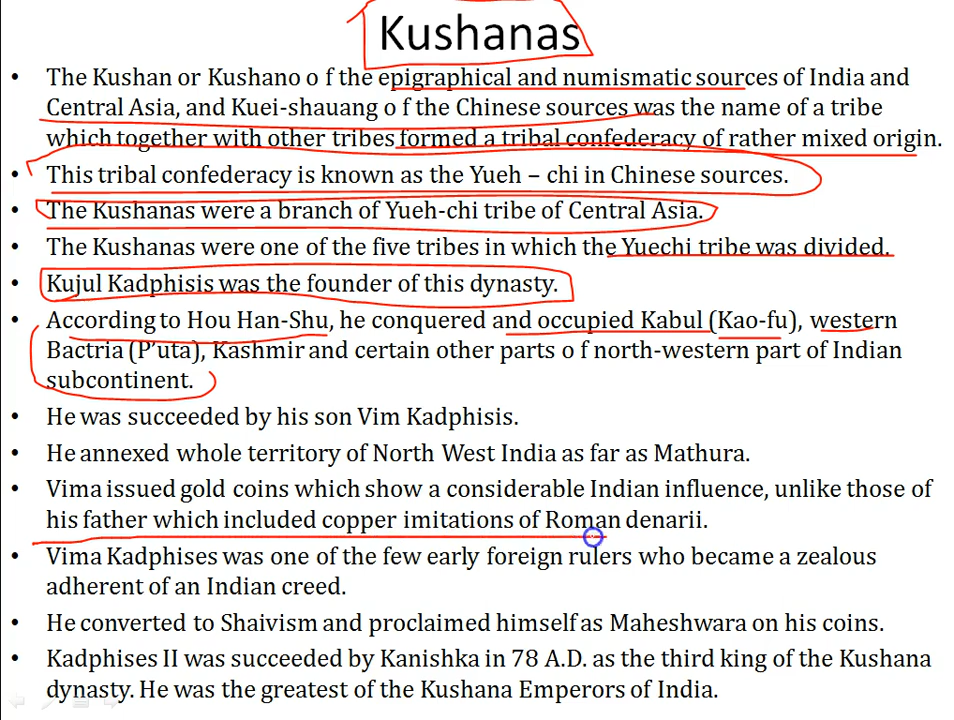 Kushanas
• The Kushan or Kushano o f the epigraphical and numismatic sources of India and
Central Asia, and Kuei-shauang o f the Chinese sources was the name of a tribe
which together with other tribes formed a tribal confederacy of rather mixed origin.
• This tribal confederacy is known as the Yueh – chi in Chinese sources.
• The Kushanas were a branch of Yueh-chi tribe of Central Asia.
• The Kushanas were one of the five tribes in which the Yuechi tribe was divided.
• Kujul Kadphisis was the founder of this dynasty.
• According to Hou Han-Shu, he conquered and occupied Kabul (Kao-fu), western
Bactria (P’uta), Kashmir and certain other parts o f north-western part of Indian
subcontinent.
• He was succeeded by his son Vim Kadphisis.
• He annexed whole territory of North West India as far as Mathura.
• Vima issued gold coins which show a considerable Indian influence, unlike those of
his father which included copper imitations of Roman denarii.
• Vima Kadphises was one of the few early foreign rulers who became a zealous
adherent of an Indian creed.
• He converted to Shaivism and proclaimed himself as Maheshwara on his coins.
• Kadphises II was succeeded by Kanishka in 78 A.D. as the third king of the Kushana
dynasty. He was the greatest of the Kushana Emperors of India.